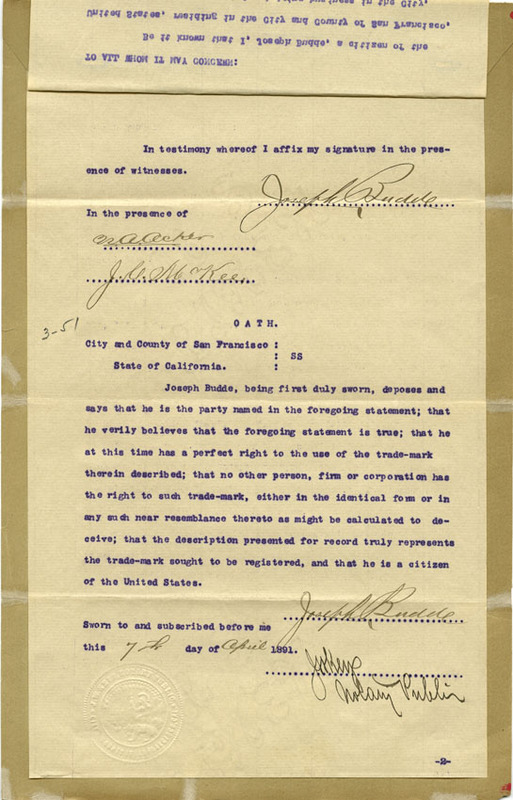 TO ALL WHOM IT MAY CONCERN:
Be it known that I, Joseph Budde, a citizen of the
United States, residing in the City and County of San Francisco,
business in the City,
In testimony whereof I affix my signature in the pres-
ence of witnesses.
Joseph Budde
In the presence of
Acker
J. C. McKee
3-51
OATH.
City and County of San Francisco :
: SS
State of California. :
Joseph Budde, being first duly sworn, deposes and
says that he is the party named in the foregoing statement; that
he verily believes that the foregoing statement is true; that he
at this time has a perfect right to the use of the trade-mark
therein described; that no other person, firm or corporation has
the right to such trade-mark, either in the identical form or in
any such near resemblance thereto as might be calculated to de-
ceive; that the description presented for record truly represents
the trade-mark sought to be registered, and that he is a citizen
of the United States.
Joseph Budde
Sworn to and subscribed before me
this 7th day of April 1891.
Notary Public
-2-